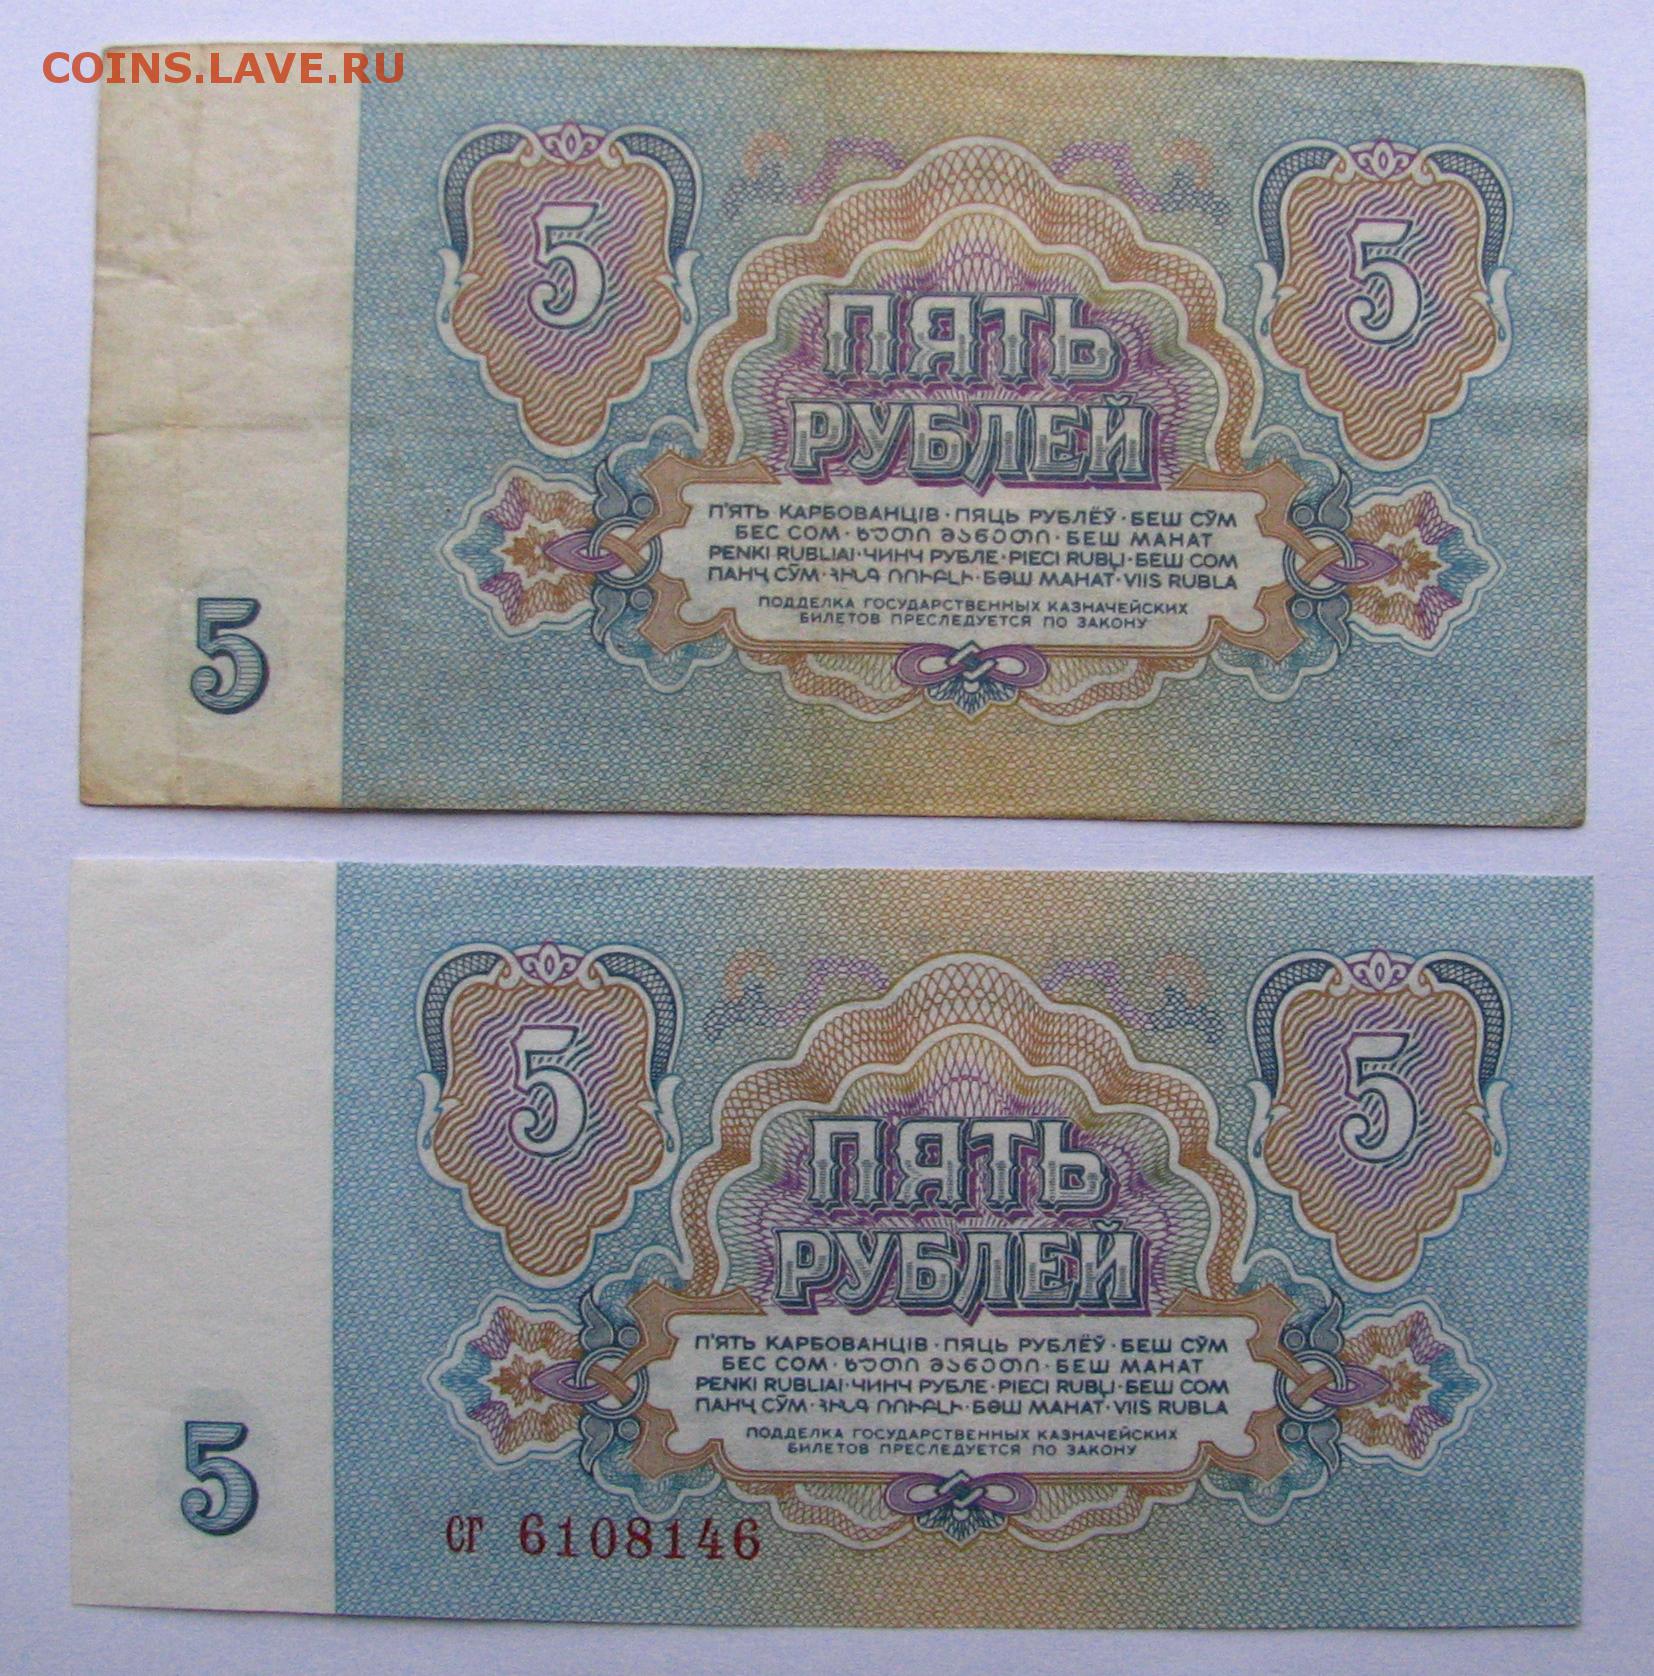 COINS.LAVE.RU
5 5
ПЯТЬ
РУБЛЕЙ
П'ЯТЬ КАРБОВАНЦІВ · ПЯЦЬ РУБЛЁЎ · БЕШ СЎМ
БЕС СОМ · ხუთი მანეთი · БЕШ МАНАТ
PENKI RUBLIAI · ЧИНЧ РУБЛЕ · PIECI RUBĻI · БЕШ СОМ
ПАНҶ СЎМ · ՀԻՆԳ ՌՈՒԲԼԻ · БӘШ МАНАТ · VIIS RUBLA
ПОДДЕЛКА ГОСУДАРСТВЕННЫХ КАЗНАЧЕЙСКИХ
БИЛЕТОВ ПРЕСЛЕДУЕТСЯ ПО ЗАКОНУ
5
5 5
ПЯТЬ
РУБЛЕЙ
П'ЯТЬ КАРБОВАНЦІВ · ПЯЦЬ РУБЛЁЎ · БЕШ СЎМ
БЕС СОМ · ხუთი მანეთი · БЕШ МАНАТ
PENKI RUBLIAI · ЧИНЧ РУБЛЕ · PIECI RUBĻI · БЕШ СОМ
ПАНҶ СЎМ · ՀԻՆԳ ՌՈՒԲԼԻ · БӘШ МАНАТ · VIIS RUBLA
ПОДДЕЛКА ГОСУДАРСТВЕННЫХ КАЗНАЧЕЙСКИХ
БИЛЕТОВ ПРЕСЛЕДУЕТСЯ ПО ЗАКОНУ
5
сг 6108146